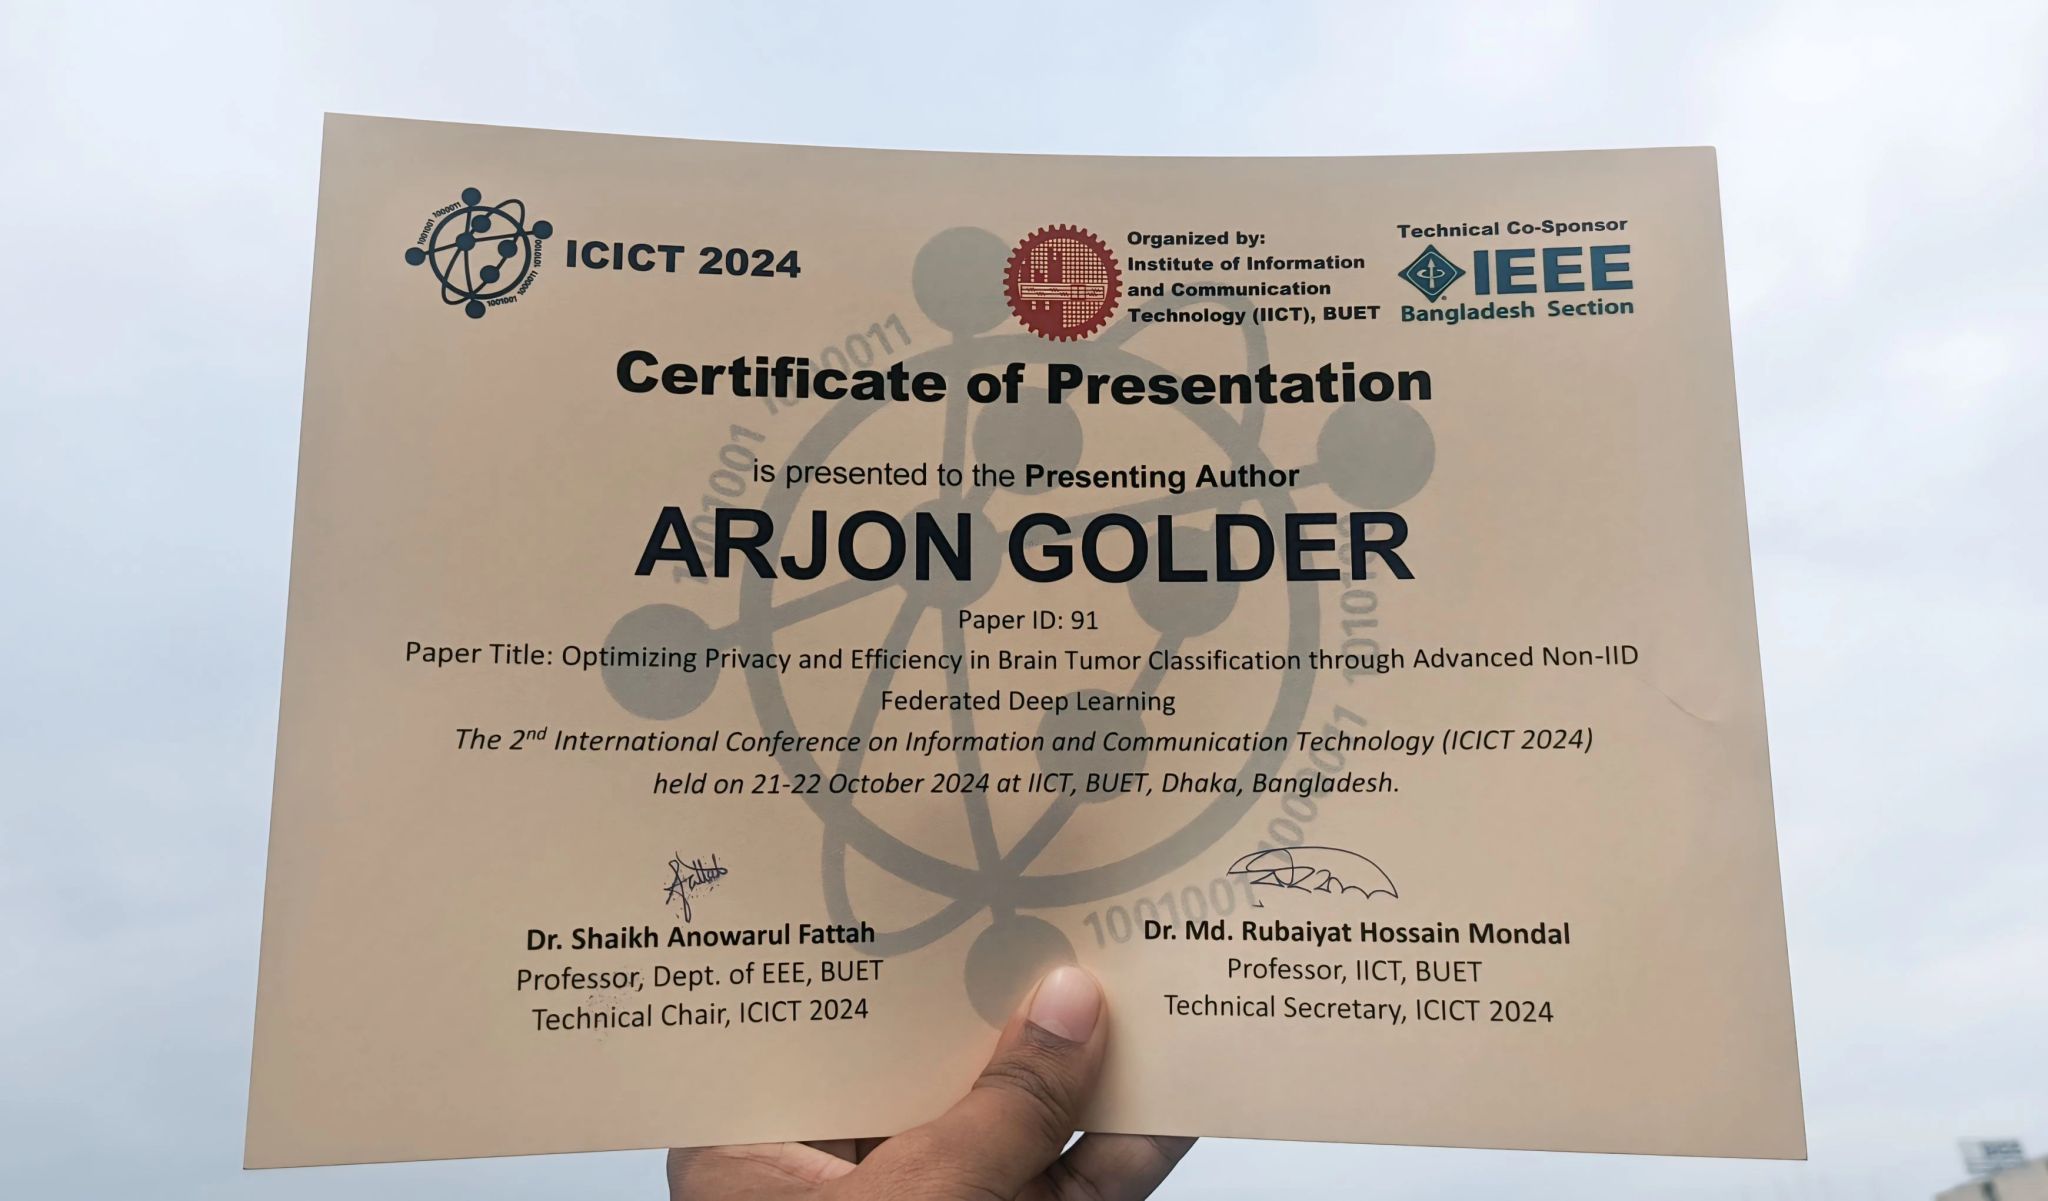 ICICT 2024
Organized by:
Institute of Information
and Communication
Technology (IICT), BUET
Technical Co-Sponsor
IEEE
Bangladesh Section
Certificate of Presentation
is presented to the Presenting Author
ARJON GOLDER
Paper ID: 91
Paper Title: Optimizing Privacy and Efficiency in Brain Tumor Classification through Advanced Non-IID
Federated Deep Learning
The 2nd International Conference on Information and Communication Technology (ICICT 2024)
held on 21-22 October 2024 at IICT, BUET, Dhaka, Bangladesh.
Dr. Shaikh Anowarul Fattah
Professor, Dept. of EEE, BUET
Technical Chair, ICICT 2024
Dr. Md. Rubaiyat Hossain Mondal
Professor, IICT, BUET
Technical Secretary, ICICT 2024